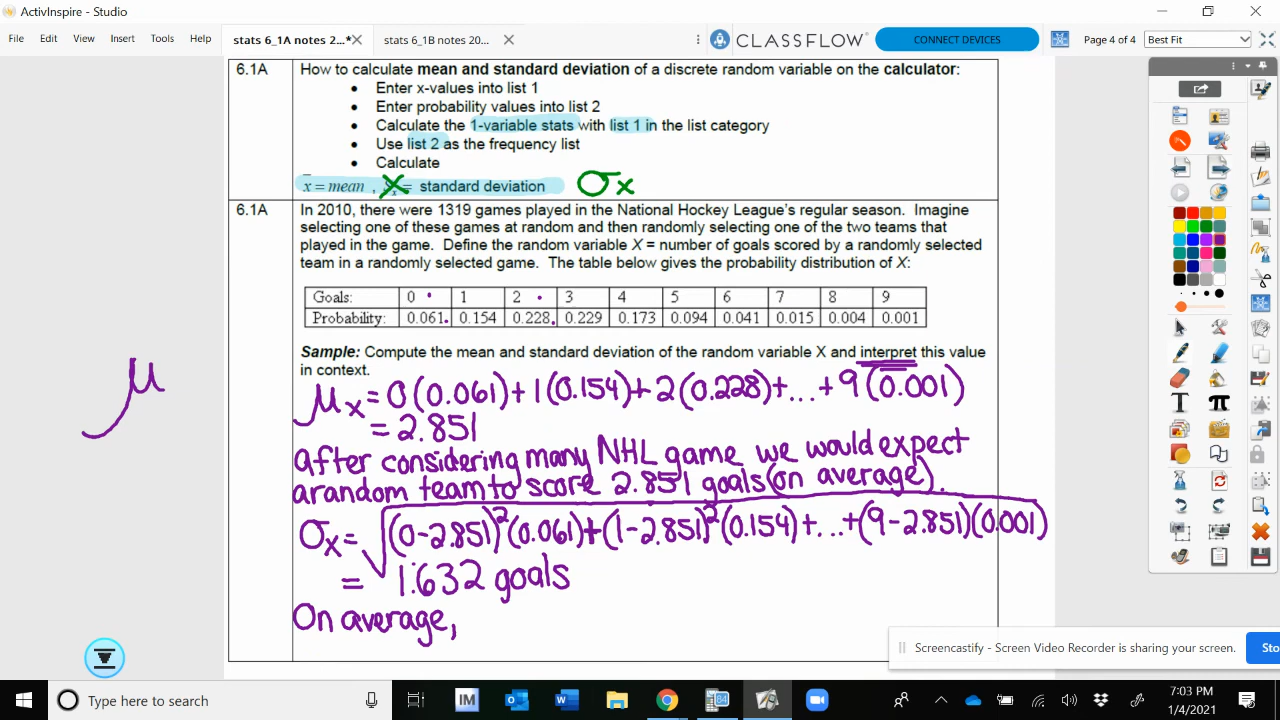 ActivInspire - Studio
File Edit View Insert Tools Help
stats 6_1A notes 2...*
stats 6_1B notes 20...
CLASSFLOW
CONNECT DEVICES
Page 4 of 4
Best Fit
6.1A
How to calculate mean and standard deviation of a discrete random variable on the calculator:
• Enter x-values into list 1
• Enter probability values into list 2
• Calculate the 1-variable stats with list 1 in the list category
• Use list 2 as the frequency list
• Calculate
x̄ = mean , Sx = standard deviation σx
6.1A
In 2010, there were 1319 games played in the National Hockey League's regular season. Imagine
selecting one of these games at random and then randomly selecting one of the two teams that
played in the game. Define the random variable X = number of goals scored by a randomly selected
team in a randomly selected game. The table below gives the probability distribution of X:
Goals: 0 1 2 3 4 5 6 7 8 9
Probability: 0.061 0.154 0.228 0.229 0.173 0.094 0.041 0.015 0.004 0.001
Sample: Compute the mean and standard deviation of the random variable X and interpret this value
in context.
μ
μx = 0(0.061)+1(0.154)+2(0.228)+...+9(0.001)
= 2.851
After considering many NHL game we would expect
a random team to score 2.851 goals (on average).
σx = √(0-2.851)²(0.061)+(1-2.851)²(0.154)+...+(9-2.851)(0.001)
= 1.632 goals
On average,
Screencastify - Screen Video Recorder is sharing your screen.
Sto
Type here to search
IM
7:03 PM
1/4/2021